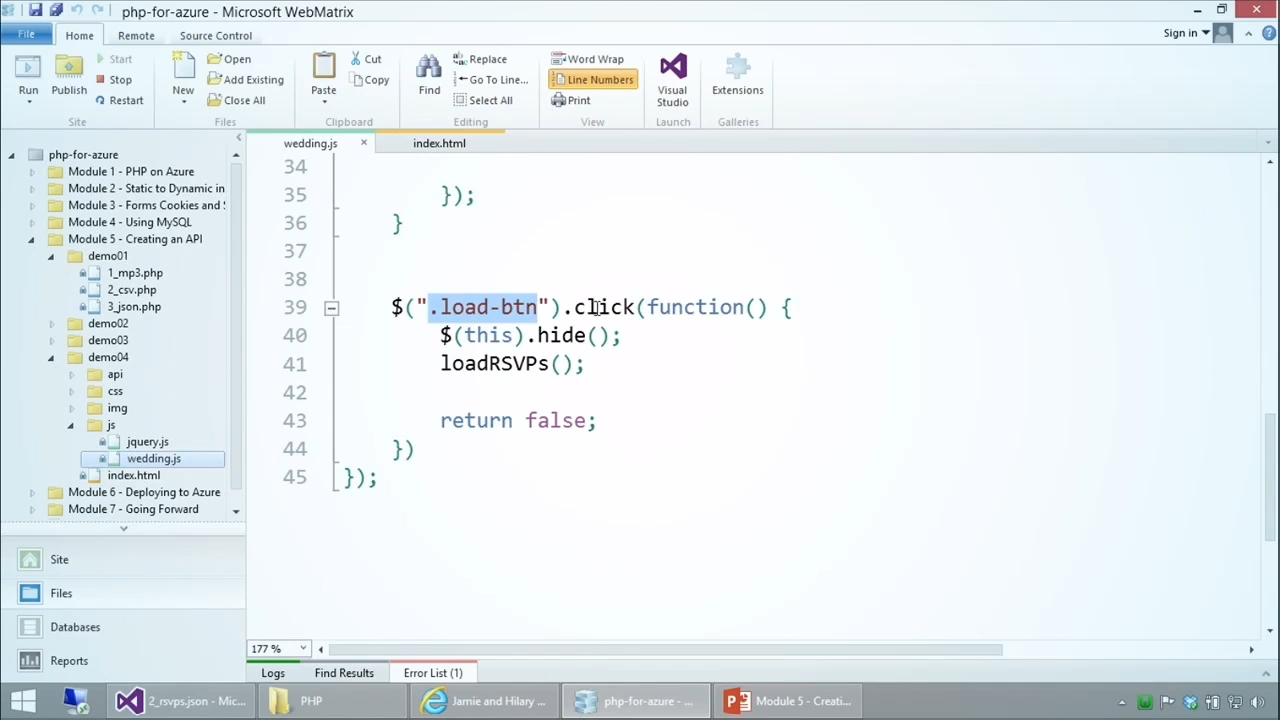 php-for-azure - Microsoft WebMatrix
File Home Remote Source Control Sign in
Start Open Cut Replace Word Wrap
Stop Add Existing Copy Go To Line... Line Numbers
Restart Close All Select All Print
Run Publish New Paste Find Visual Studio Extensions
Site Files Clipboard Editing View Launch Galleries
wedding.js index.html
php-for-azure
Module 1 - PHP on Azure
Module 2 - Static to Dynamic in
Module 3 - Forms Cookies and S
Module 4 - Using MySQL
Module 5 - Creating an API
demo01
1_mp3.php
2_csv.php
3_json.php
demo02
demo03
demo04
api
css
img
js
jquery.js
wedding.js
index.html
Module 6 - Deploying to Azure
Module 7 - Going Forward
Site
Files
Databases
Reports
34
35 });
36 }
37
38
39 $(".load-btn").click(function() {
40 $(this).hide();
41 loadRSVPs();
42
43 return false;
44 })
45 });
177 %
Logs Find Results Error List (1)
2_rsvps.json - Mic... PHP Jamie and Hilary ... php-for-azure - ... Module 5 - Creati...